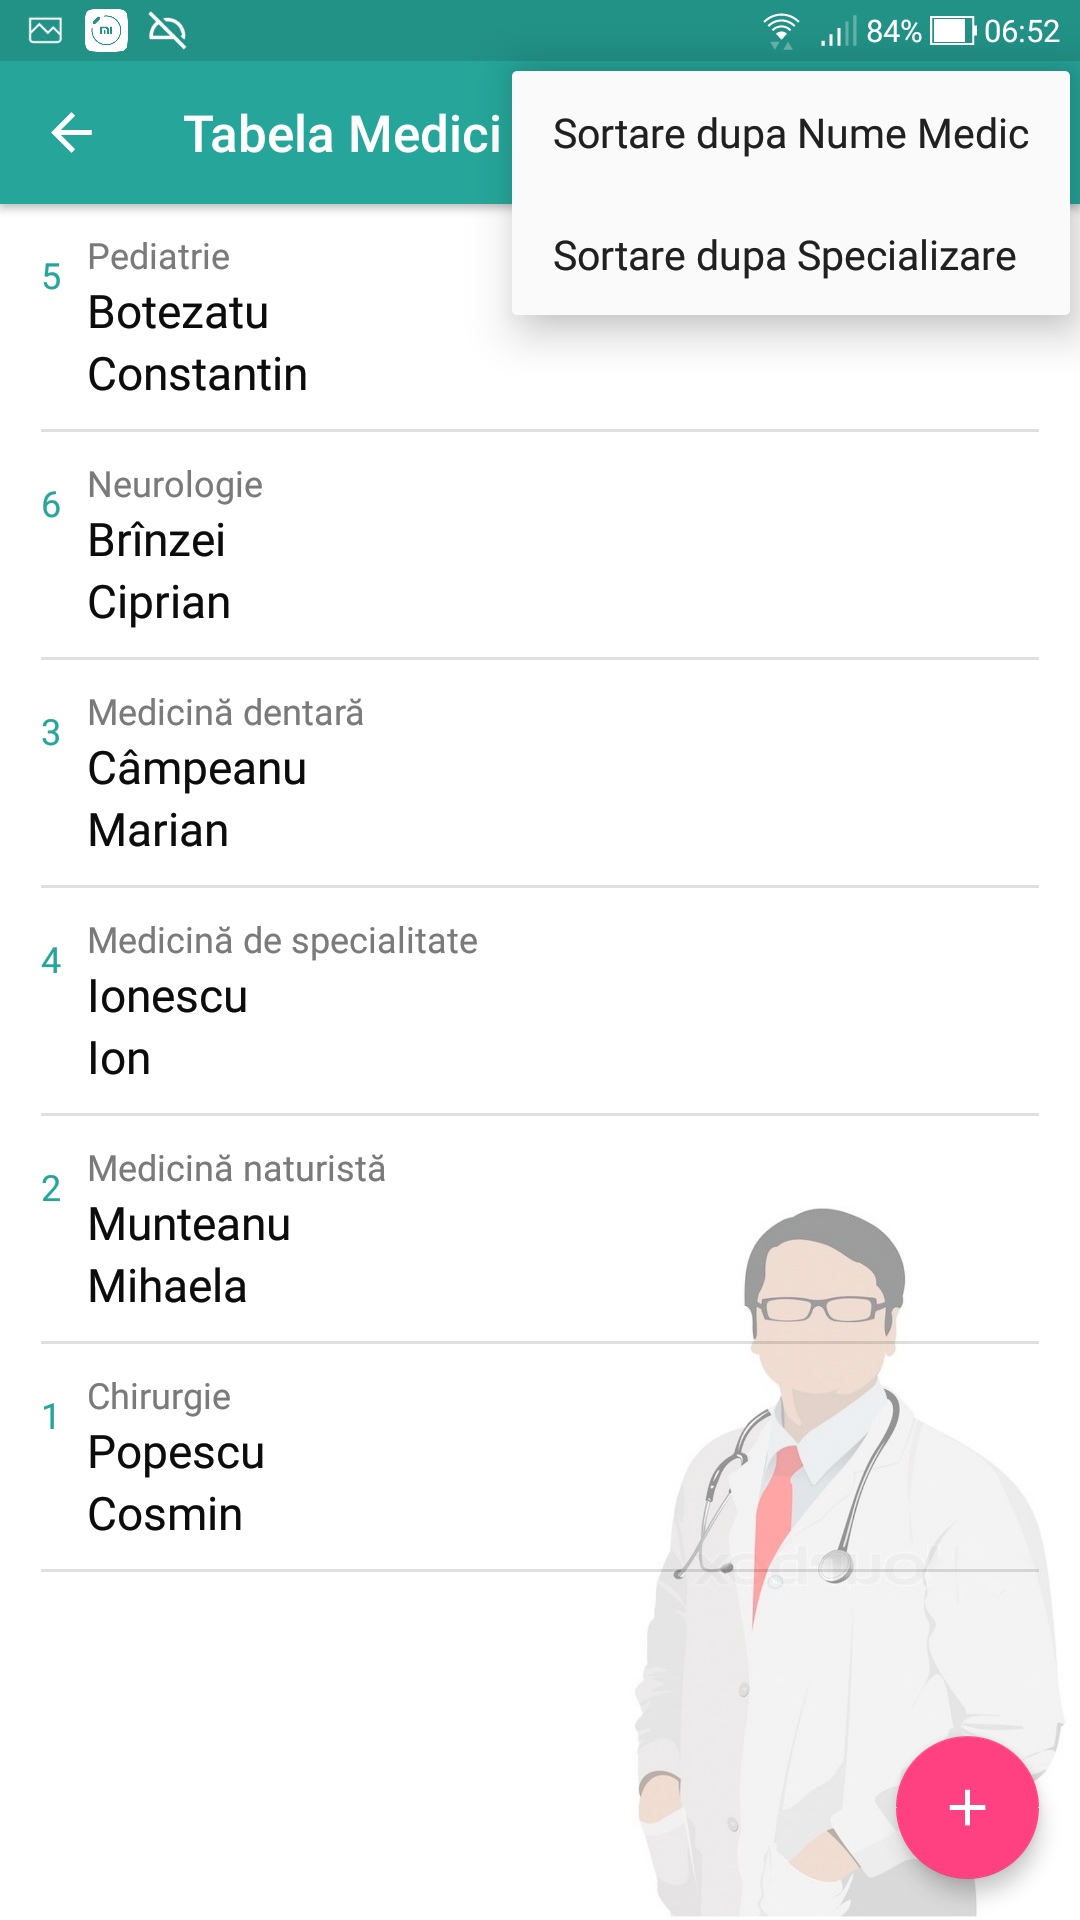 84% 06:52
Tabela Medici
Sortare dupa Nume Medic
Sortare dupa Specializare
5
Pediatrie
Botezatu
Constantin
6
Neurologie
Brînzei
Ciprian
3
Medicină dentară
Câmpeanu
Marian
4
Medicină de specialitate
Ionescu
Ion
2
Medicină naturistă
Munteanu
Mihaela
1
Chirurgie
Popescu
Cosmin